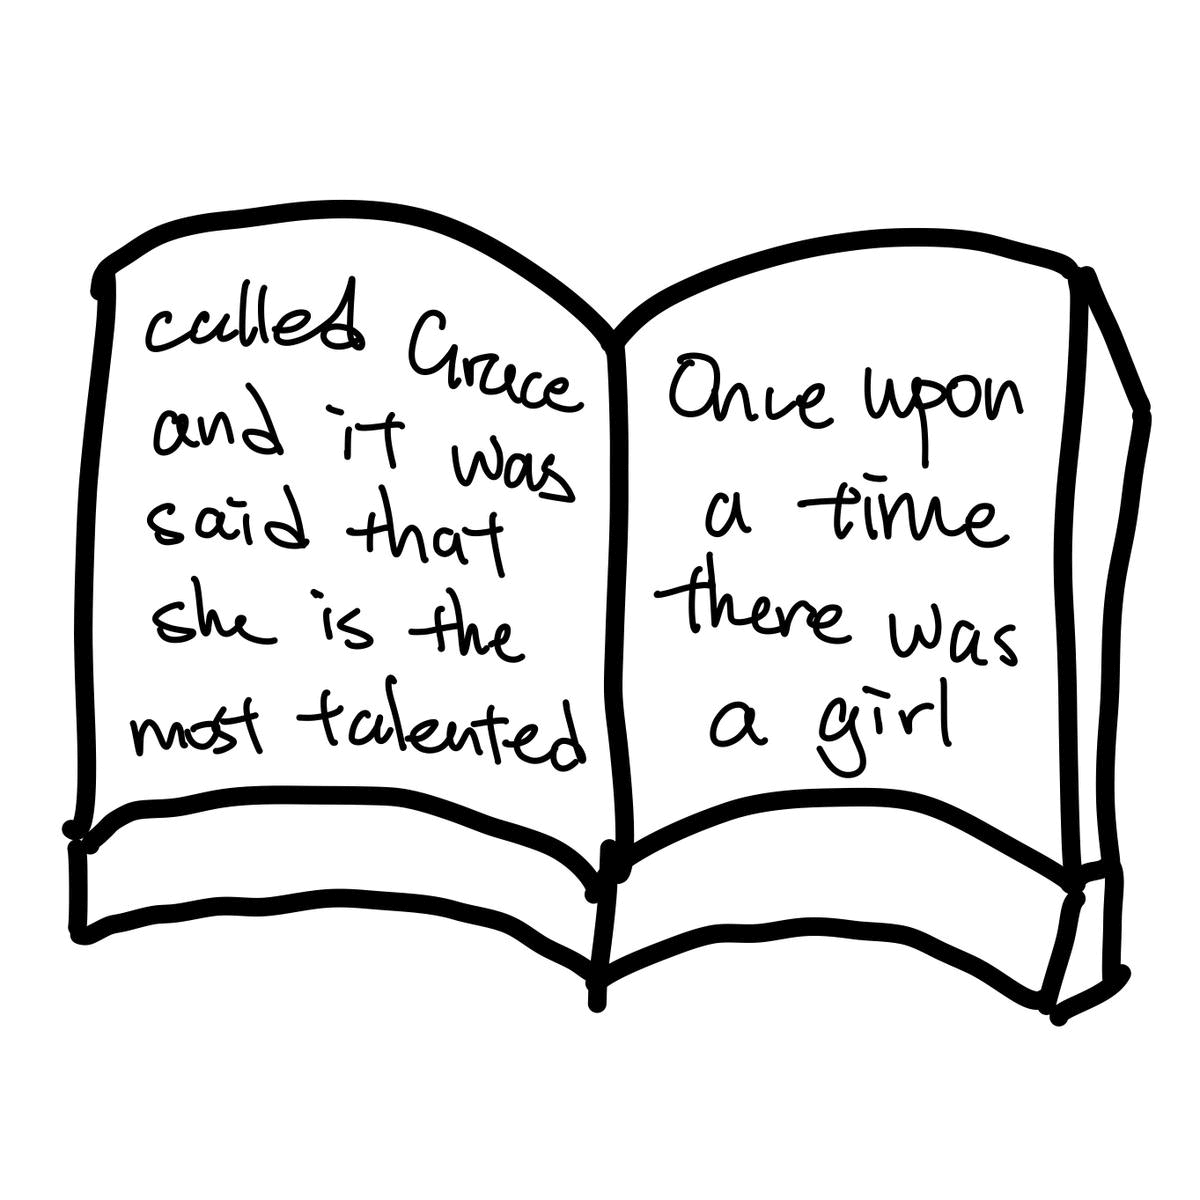 Once upon
a time
there was
a girl
called Grace
and it was
said that
she is the
most talented